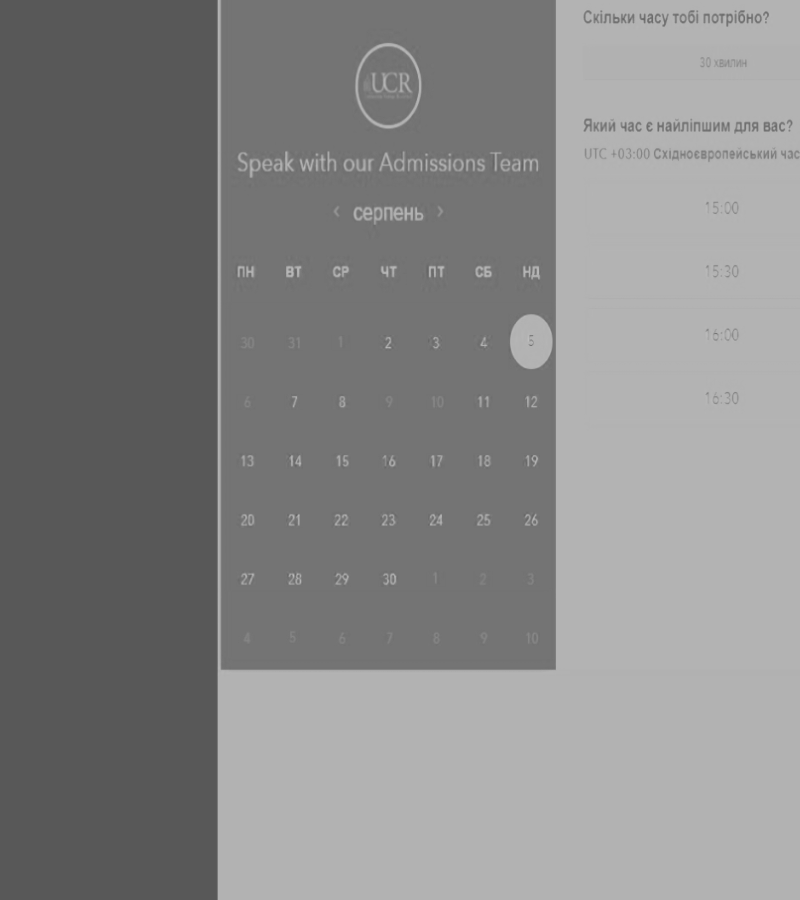 UCR
Speak with our Admissions Team
‹ серпень ›
ПН ВТ СР ЧТ ПТ СБ НД
30 31 1 2 3 4 5
6 7 8 9 10 11 12
13 14 15 16 17 18 19
20 21 22 23 24 25 26
27 28 29 30 1 2 3
4 5 6 7 8 9 10
Скільки часу тобі потрібно?
30 хвилин
Який час є найліпшим для вас?
UTC +03:00 Східноєвропейський час
15:00
15:30
16:00
16:30